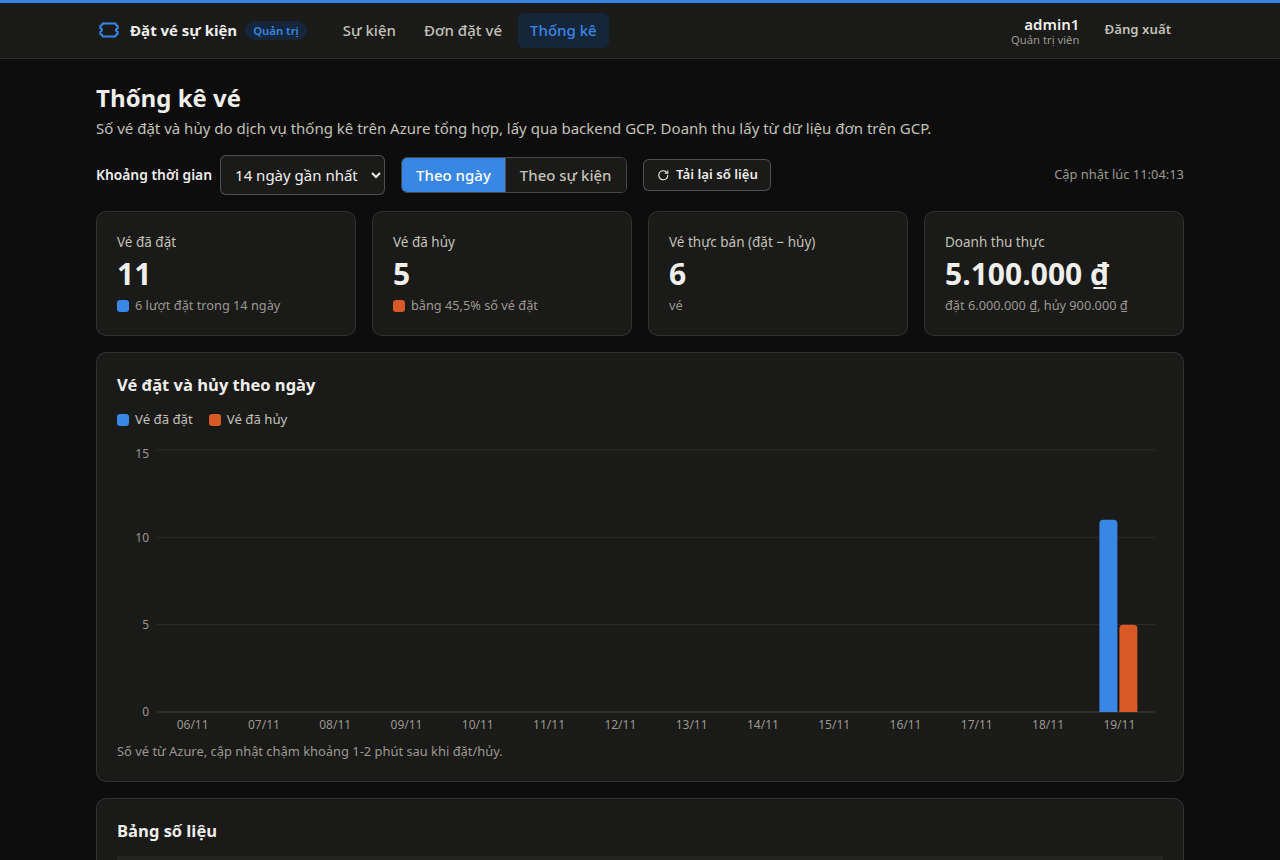 Đặt vé sự kiện Quản trị Sự kiện Đơn đặt vé Thống kê admin1 Quản trị viên Đăng xuất
Thống kê vé
Số vé đặt và hủy do dịch vụ thống kê trên Azure tổng hợp, lấy qua backend GCP. Doanh thu lấy từ dữ liệu đơn trên GCP.
Khoảng thời gian 14 ngày gần nhất Theo ngày Theo sự kiện Tải lại số liệu Cập nhật lúc 11:04:13
Vé đã đặt
11
6 lượt đặt trong 14 ngày
Vé đã hủy
5
bằng 45,5% số vé đặt
Vé thực bán (đặt − hủy)
6
vé
Doanh thu thực
5.100.000 ₫
đặt 6.000.000 ₫, hủy 900.000 ₫
Vé đặt và hủy theo ngày
Vé đã đặt Vé đã hủy
15
10
5
0
06/11 07/11 08/11 09/11 10/11 11/11 12/11 13/11 14/11 15/11 16/11 17/11 18/11 19/11
Số vé từ Azure, cập nhật chậm khoảng 1-2 phút sau khi đặt/hủy.
Bảng số liệu